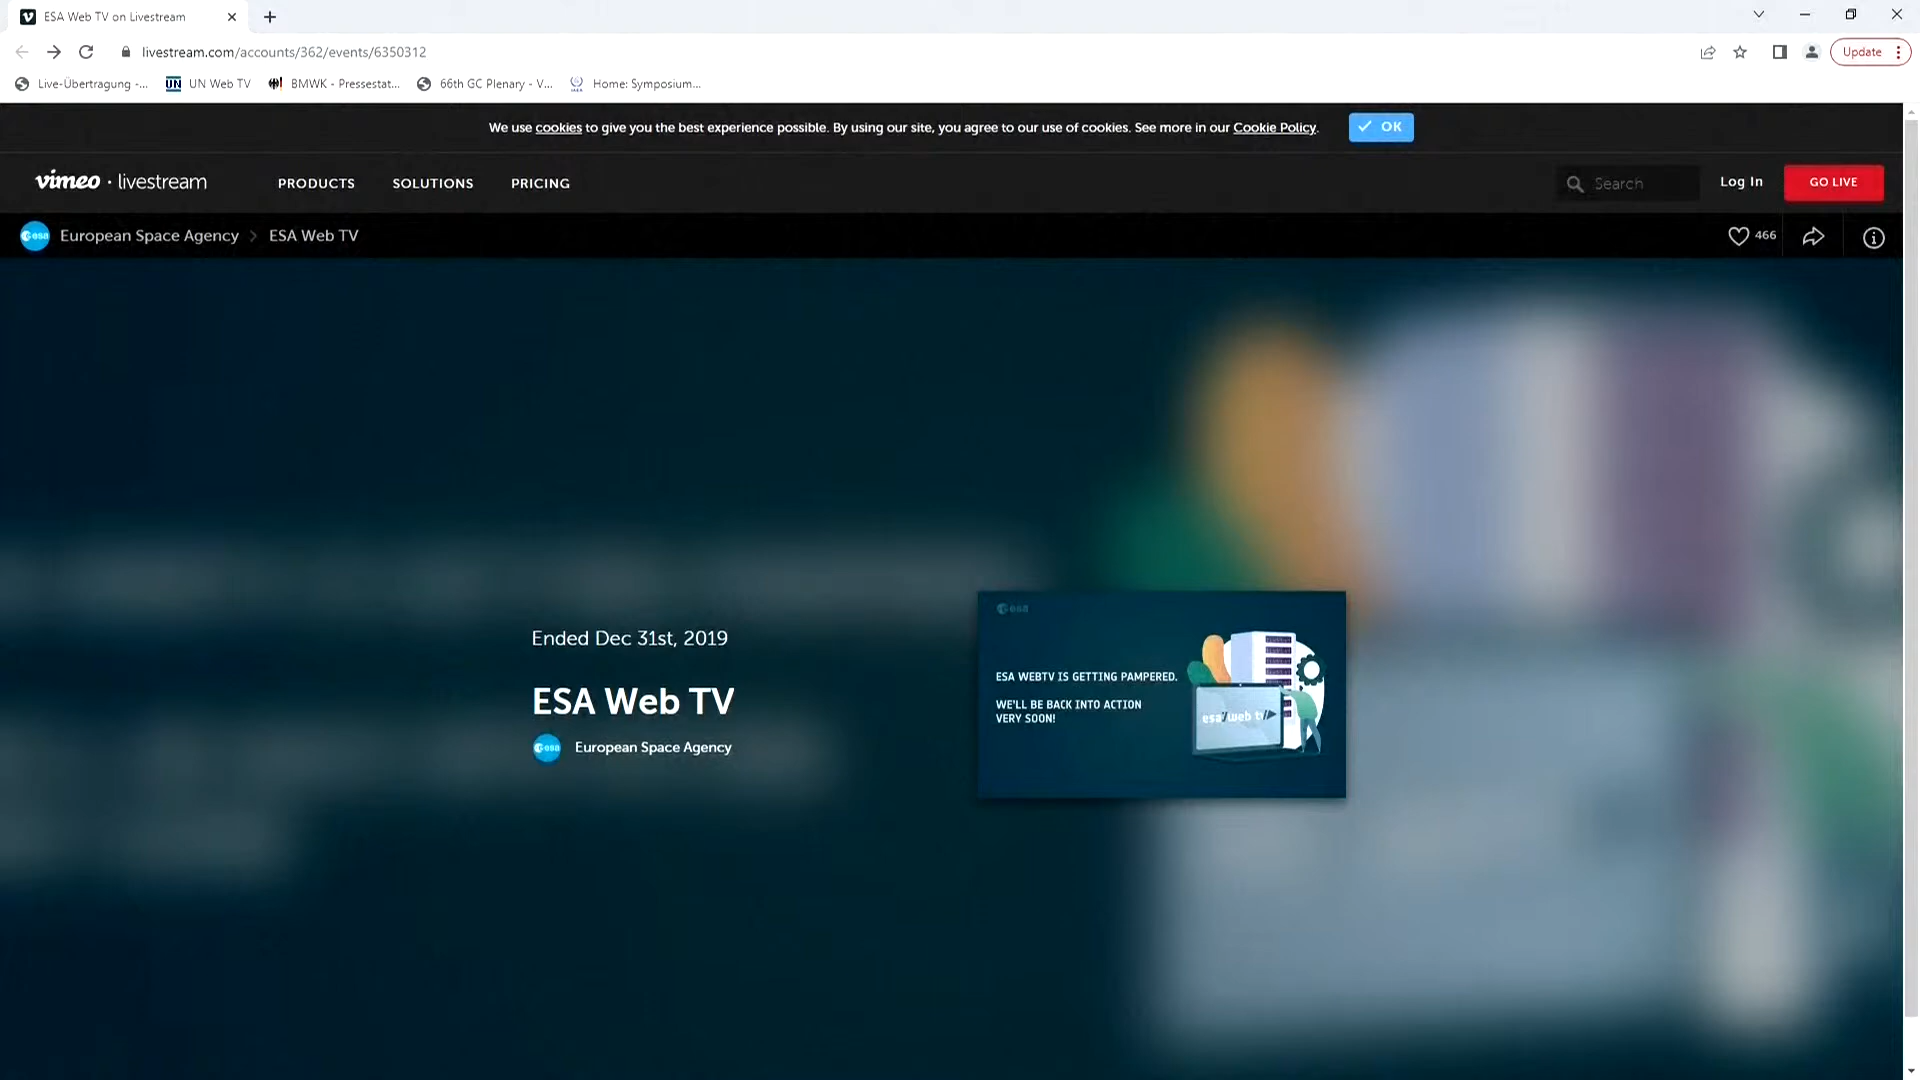 ESA Web TV on Livestream
livestream.com/accounts/362/events/6350312
Update
Live-Übertragung -...
UN Web TV
BMWK - Pressestat...
66th GC Plenary - V...
Home: Symposium...
We use cookies to give you the best experience possible. By using our site, you agree to our use of cookies. See more in our Cookie Policy.
OK
vimeo · livestream
PRODUCTS
SOLUTIONS
PRICING
Search
Log In
GO LIVE
esa
European Space Agency > ESA Web TV
466
Ended Dec 31st, 2019
ESA Web TV
esa
European Space Agency
esa
ESA WEBTV IS GETTING PAMPERED.
WE'LL BE BACK INTO ACTION
VERY SOON!
esa web tv